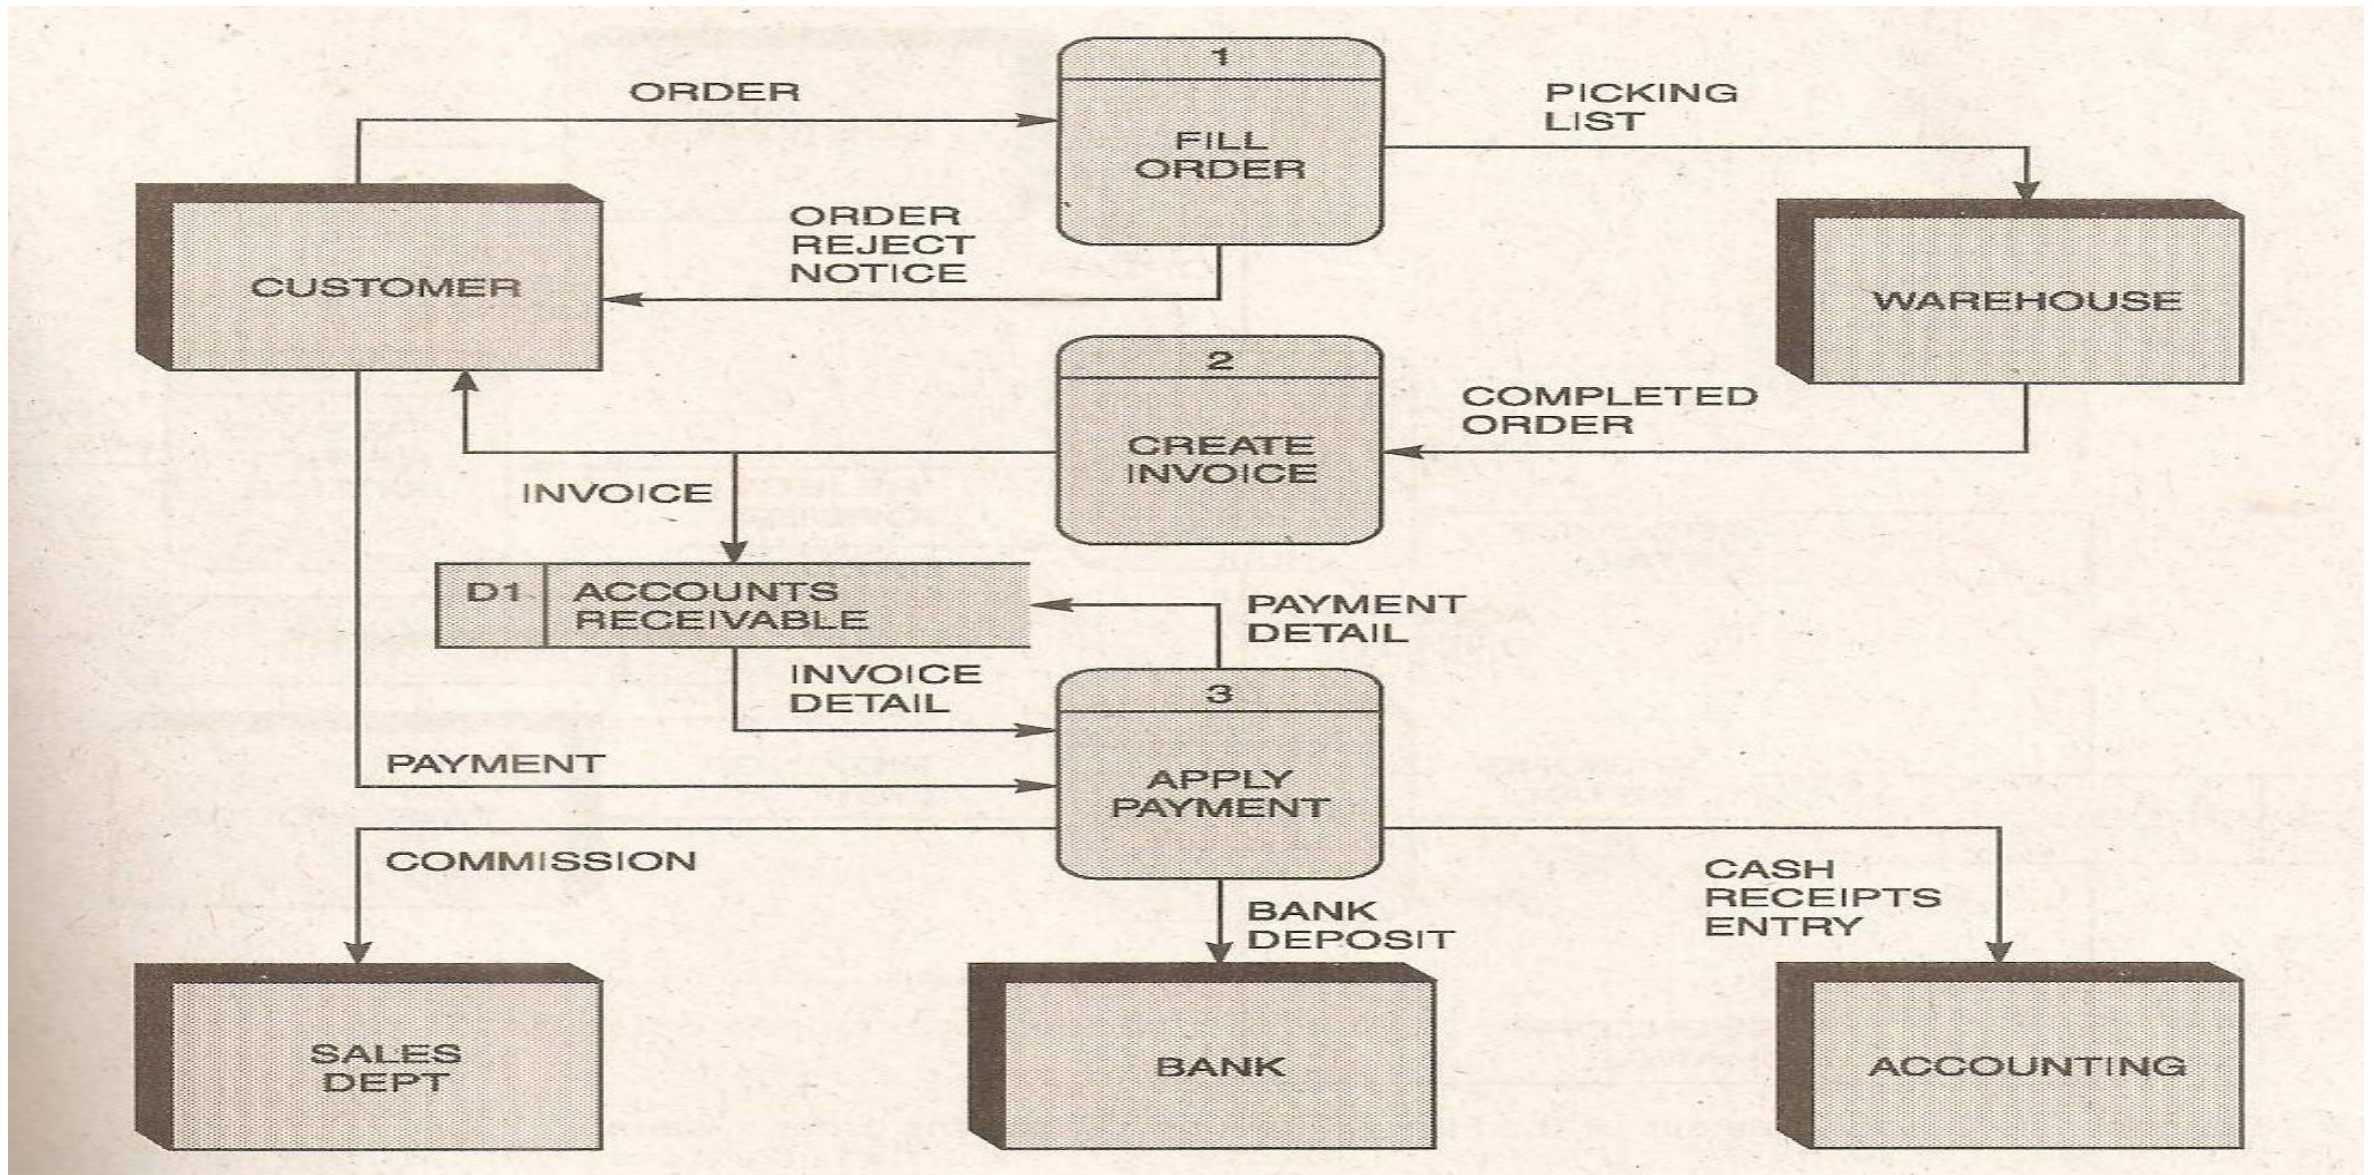 1
ORDER
PICKING
LIST
FILL
ORDER
ORDER
REJECT
NOTICE
CUSTOMER
WAREHOUSE
2
COMPLETED
ORDER
CREATE
INVOICE
INVOICE
D1
ACCOUNTS
RECEIVABLE
PAYMENT
DETAIL
INVOICE
DETAIL
3
PAYMENT
APPLY
PAYMENT
COMMISSION
CASH
RECEIPTS
ENTRY
BANK
DEPOSIT
SALES
DEPT
BANK
ACCOUNTING